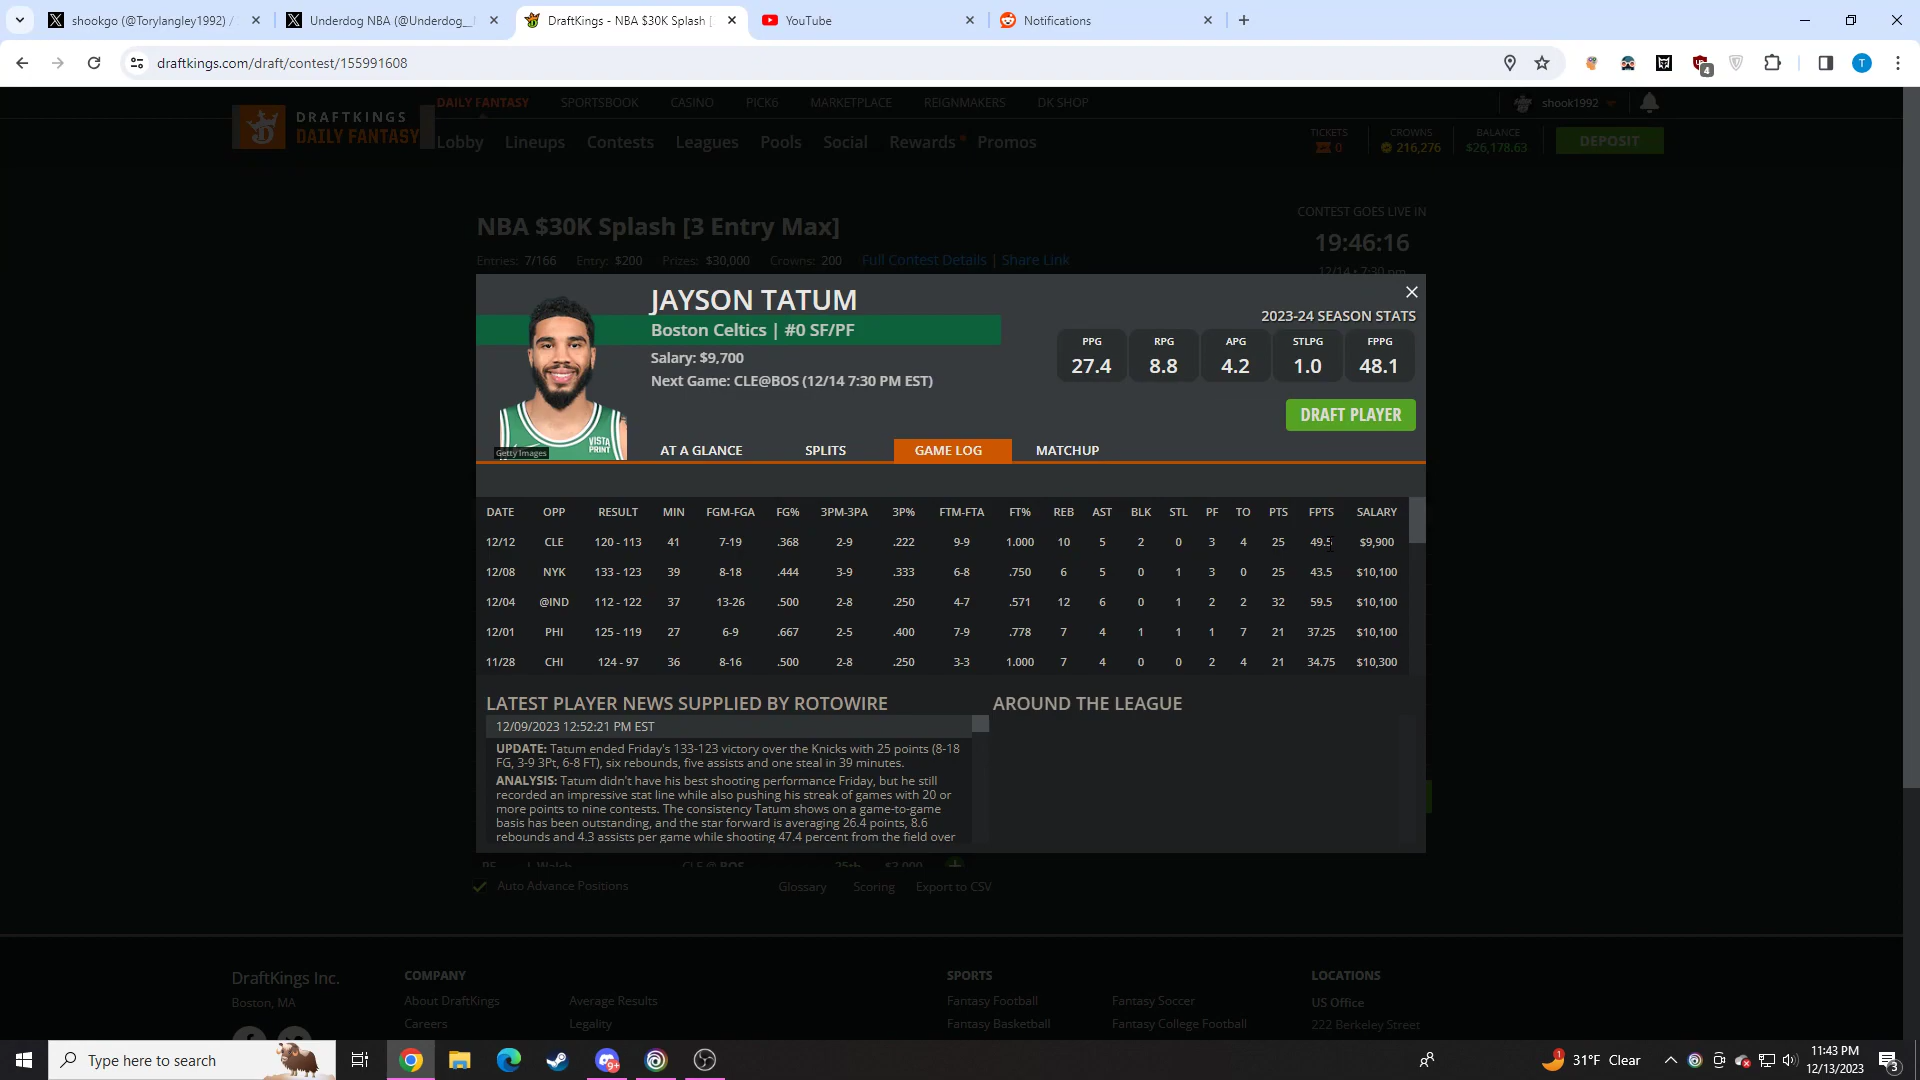 shookgo (@Torylangley1992) /
Underdog NBA (@Underdog__
DraftKings - NBA $30K Splash [
YouTube
Notifications
draftkings.com/draft/contest/155991608
4
T
DRAFTKINGS
DAILY FANTASY
DAILY FANTASY SPORTSBOOK CASINO PICK6 MARKETPLACE REIGNMAKERS DK SHOP
shook1992
Lobby Lineups Contests Leagues Pools Social Rewards Promos
TICKETS CROWNS BALANCE
0 216,276 $26,178.63
DEPOSIT
NBA $30K Splash [3 Entry Max]
CONTEST GOES LIVE IN
19:46:16
Entries: 7/166 Entry: $200 Prizes: $30,000 Crowns: 200 Full Contest Details | Share Link
12/14 • 7:30 pm
JAYSON TATUM
Boston Celtics | #0 SF/PF
Salary: $9,700
Next Game: CLE@BOS (12/14 7:30 PM EST)
VISTA
PRINT
Getty Images
2023-24 SEASON STATS
PPG RPG APG STLPG FPPG
27.4 8.8 4.2 1.0 48.1
DRAFT PLAYER
AT A GLANCE SPLITS GAME LOG MATCHUP
DATE OPP RESULT MIN FGM-FGA FG% 3PM-3PA 3P% FTM-FTA FT% REB AST BLK STL PF TO PTS FPTS SALARY
12/12 CLE 120 - 113 41 7-19 .368 2-9 .222 9-9 1.000 10 5 2 0 3 4 25 49.5 $9,900
12/08 NYK 133 - 123 39 8-18 .444 3-9 .333 6-8 .750 6 5 0 1 3 0 25 43.5 $10,100
12/04 @IND 112 - 122 37 13-26 .500 2-8 .250 4-7 .571 12 6 0 1 2 2 32 59.5 $10,100
12/01 PHI 125 - 119 27 6-9 .667 2-5 .400 7-9 .778 7 4 1 1 1 7 21 37.25 $10,100
11/28 CHI 124 - 97 36 8-16 .500 2-8 .250 3-3 1.000 7 4 0 0 2 4 21 34.75 $10,300
LATEST PLAYER NEWS SUPPLIED BY ROTOWIRE
AROUND THE LEAGUE
12/09/2023 12:52:21 PM EST
UPDATE: Tatum ended Friday's 133-123 victory over the Knicks with 25 points (8-18
FG, 3-9 3Pt, 6-8 FT), six rebounds, five assists and one steal in 39 minutes.
ANALYSIS: Tatum didn't have his best shooting performance Friday, but he still
recorded an impressive stat line while also pushing his streak of games with 20 or
more points to nine contests. The consistency Tatum shows on a game-to-game
basis has been outstanding, and the star forward is averaging 26.4 points, 8.6
rebounds and 4.3 assists per game while shooting 47.4 percent from the field over
PF J. Walsh CLE @ BOS 25th $3,000
Auto Advance Positions
Glossary Scoring Export to CSV
DraftKings Inc.
Boston, MA
COMPANY
About DraftKings Average Results
Careers Legality
SPORTS
Fantasy Football Fantasy Soccer
Fantasy Basketball Fantasy College Football
LOCATIONS
US Office
222 Berkeley Street
Type here to search
9+
1
31°F Clear
11:43 PM
12/13/2023
3